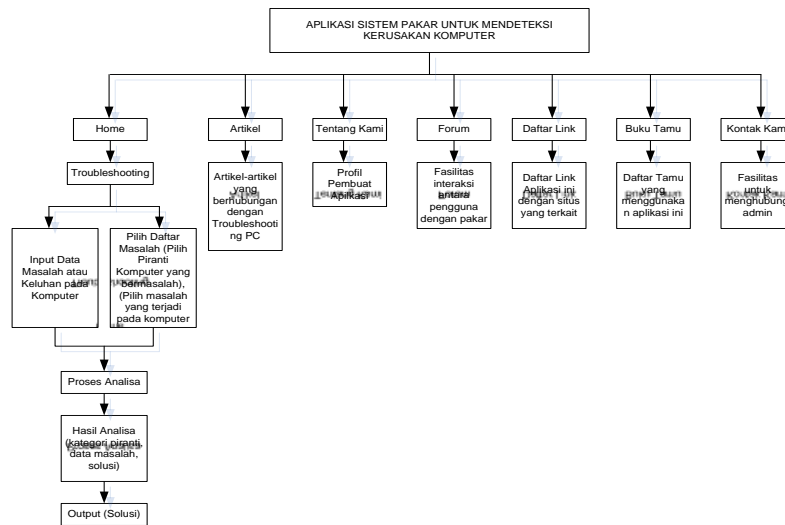 APLIKASI SISTEM PAKAR UNTUK MENDETEKSI
KERUSAKAN KOMPUTER
Home
Artikel
Tentang Kami
Forum
Daftar Link
Buku Tamu
Kontak Kam
Troubleshooting
Artikel-artikel
yang
berhubungan
dengan
Troubleshooti
ng PC
Profil
Pembuat
Aplikasi
Fasilitas
interaksi
antara
pengguna
dengan pakar
Daftar Link
Aplikasi ini
dengan situs
yang terkait
Daftar Tamu
yang
menggunaka
n aplikasi ini
Fasilitas
untuk
menghubung
admin
Input Data
Masalah atau
Keluhan pada
Komputer
Pilih Daftar
Masalah (Pilih
Piranti
Komputer yang
bermasalah),
(Pilih masalah
yang terjadi
pada komputer
Proses Analisa
Hasil Analisa
(kategori piranti,
data masalah,
solusi)
Output (Solusi)